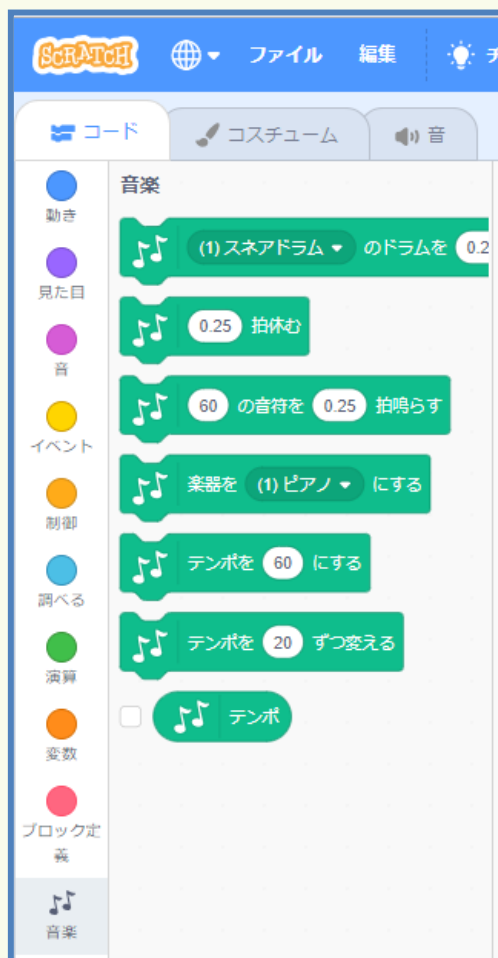 SCRATCH ファイル 編集 チ
コード コスチューム 音
音楽
動き
見た目
音
イベント
制御
調べる
演算
変数
ブロック定
義
音楽
(1) スネアドラム のドラムを 0.2
0.25 拍休む
60 の音符を 0.25 拍鳴らす
楽器を (1) ピアノ にする
テンポを 60 にする
テンポを 20 ずつ変える
テンポ